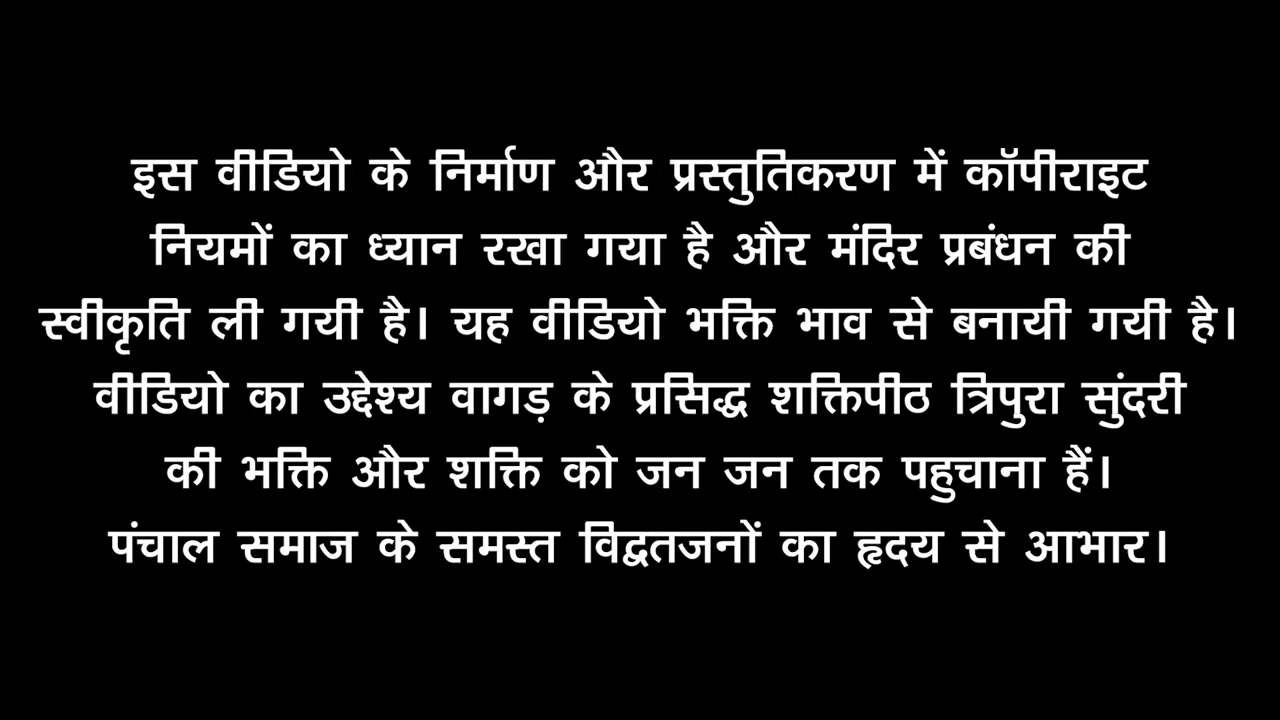 इस वीडियो के निर्माण और प्रस्तुतिकरण में कॉपीराइट
नियमों का ध्यान रखा गया है और मंदिर प्रबंधन की
स्वीकृति ली गयी है। यह वीडियो भक्ति भाव से बनायी गयी है।
वीडियो का उद्देश्य वागड़ के प्रसिद्ध शक्तिपीठ त्रिपुरा सुंदरी
की भक्ति और शक्ति को जन जन तक पहुचाना हैं।
पंचाल समाज के समस्त विद्वतजनों का हृदय से आभार।